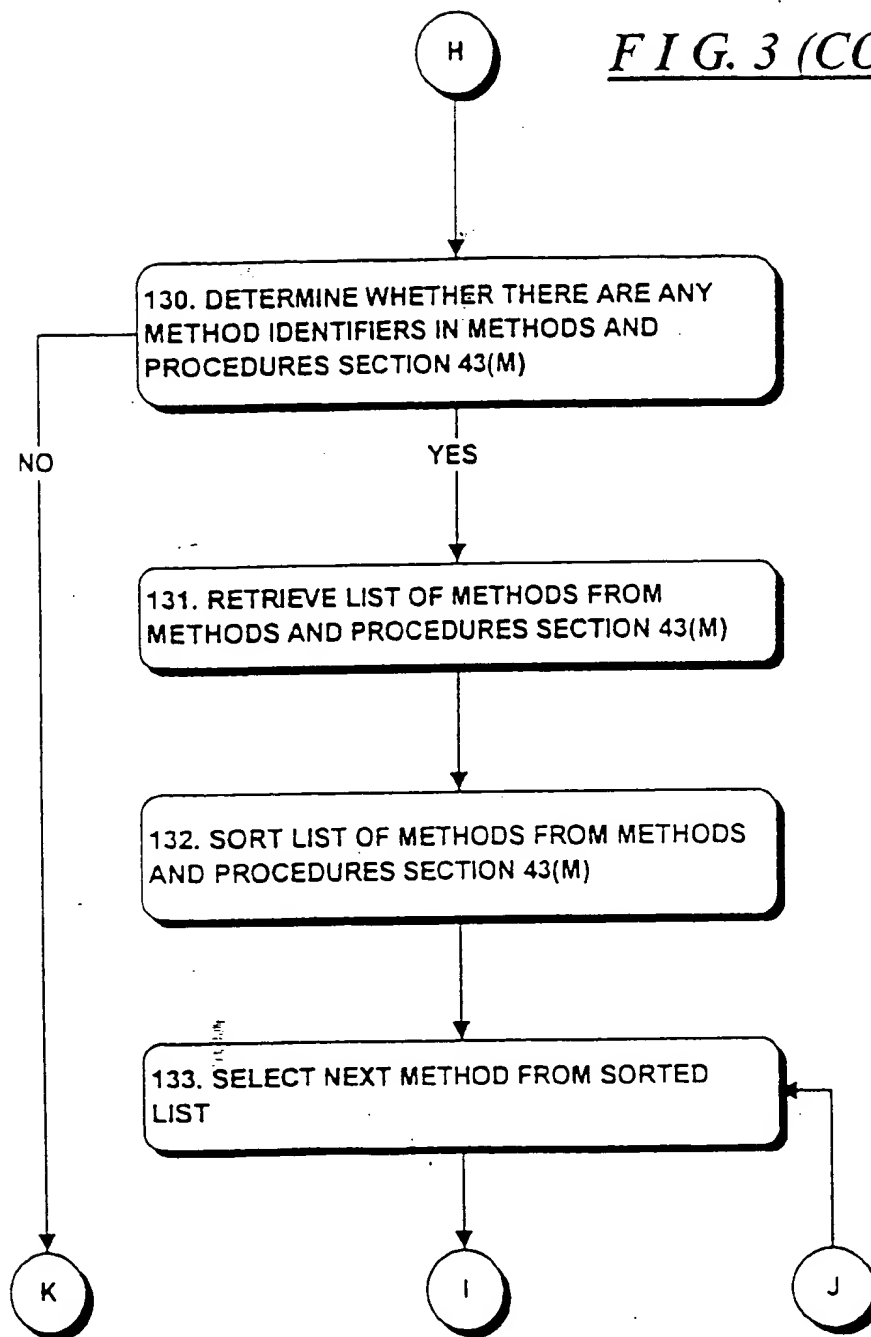 H
F I G. 3 (CO
130. DETERMINE WHETHER THERE ARE ANY
METHOD IDENTIFIERS IN METHODS AND
PROCEDURES SECTION 43(M)
NO
YES
131. RETRIEVE LIST OF METHODS FROM
METHODS AND PROCEDURES SECTION 43(M)
132. SORT LIST OF METHODS FROM METHODS
AND PROCEDURES SECTION 43(M)
133. SELECT NEXT METHOD FROM SORTED
LIST
K
I
J